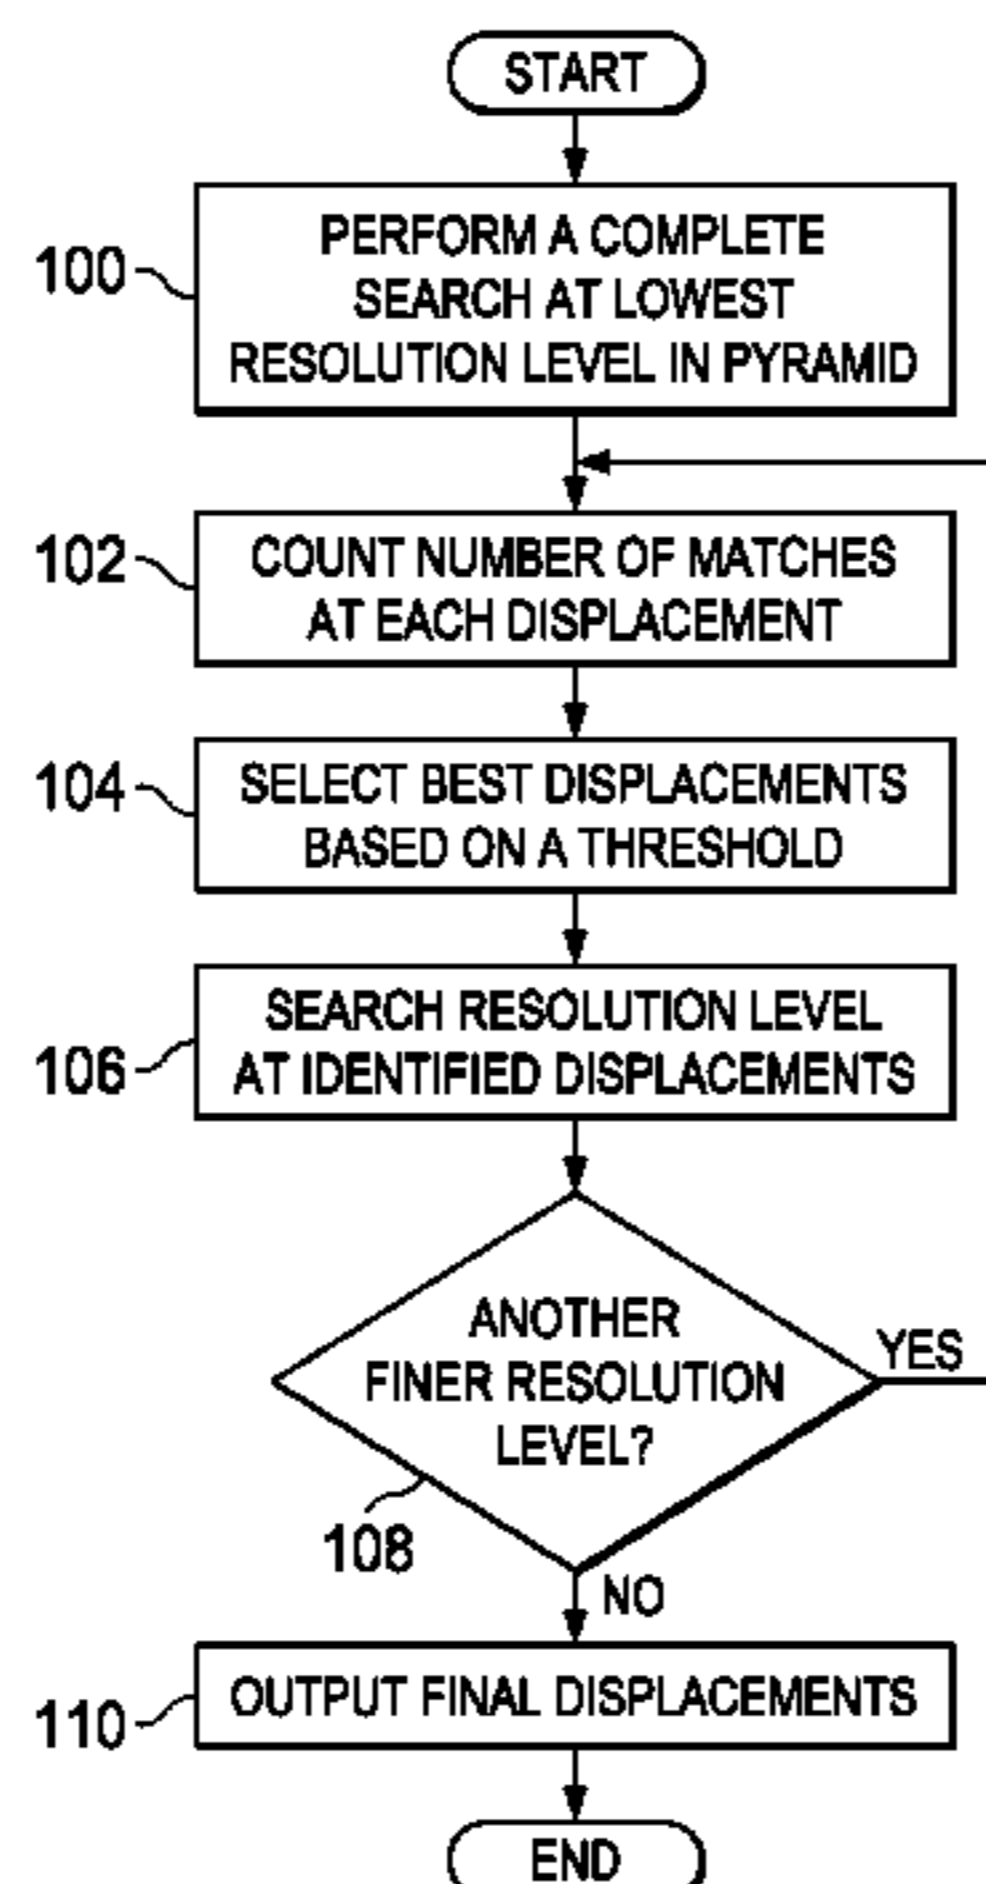 START
100
PERFORM A COMPLETE
SEARCH AT LOWEST
RESOLUTION LEVEL IN PYRAMID
102
COUNT NUMBER OF MATCHES
AT EACH DISPLACEMENT
104
SELECT BEST DISPLACEMENTS
BASED ON A THRESHOLD
106
SEARCH RESOLUTION LEVEL
AT IDENTIFIED DISPLACEMENTS
ANOTHER
FINER RESOLUTION
LEVEL?
YES
108
NO
110
OUTPUT FINAL DISPLACEMENTS
END